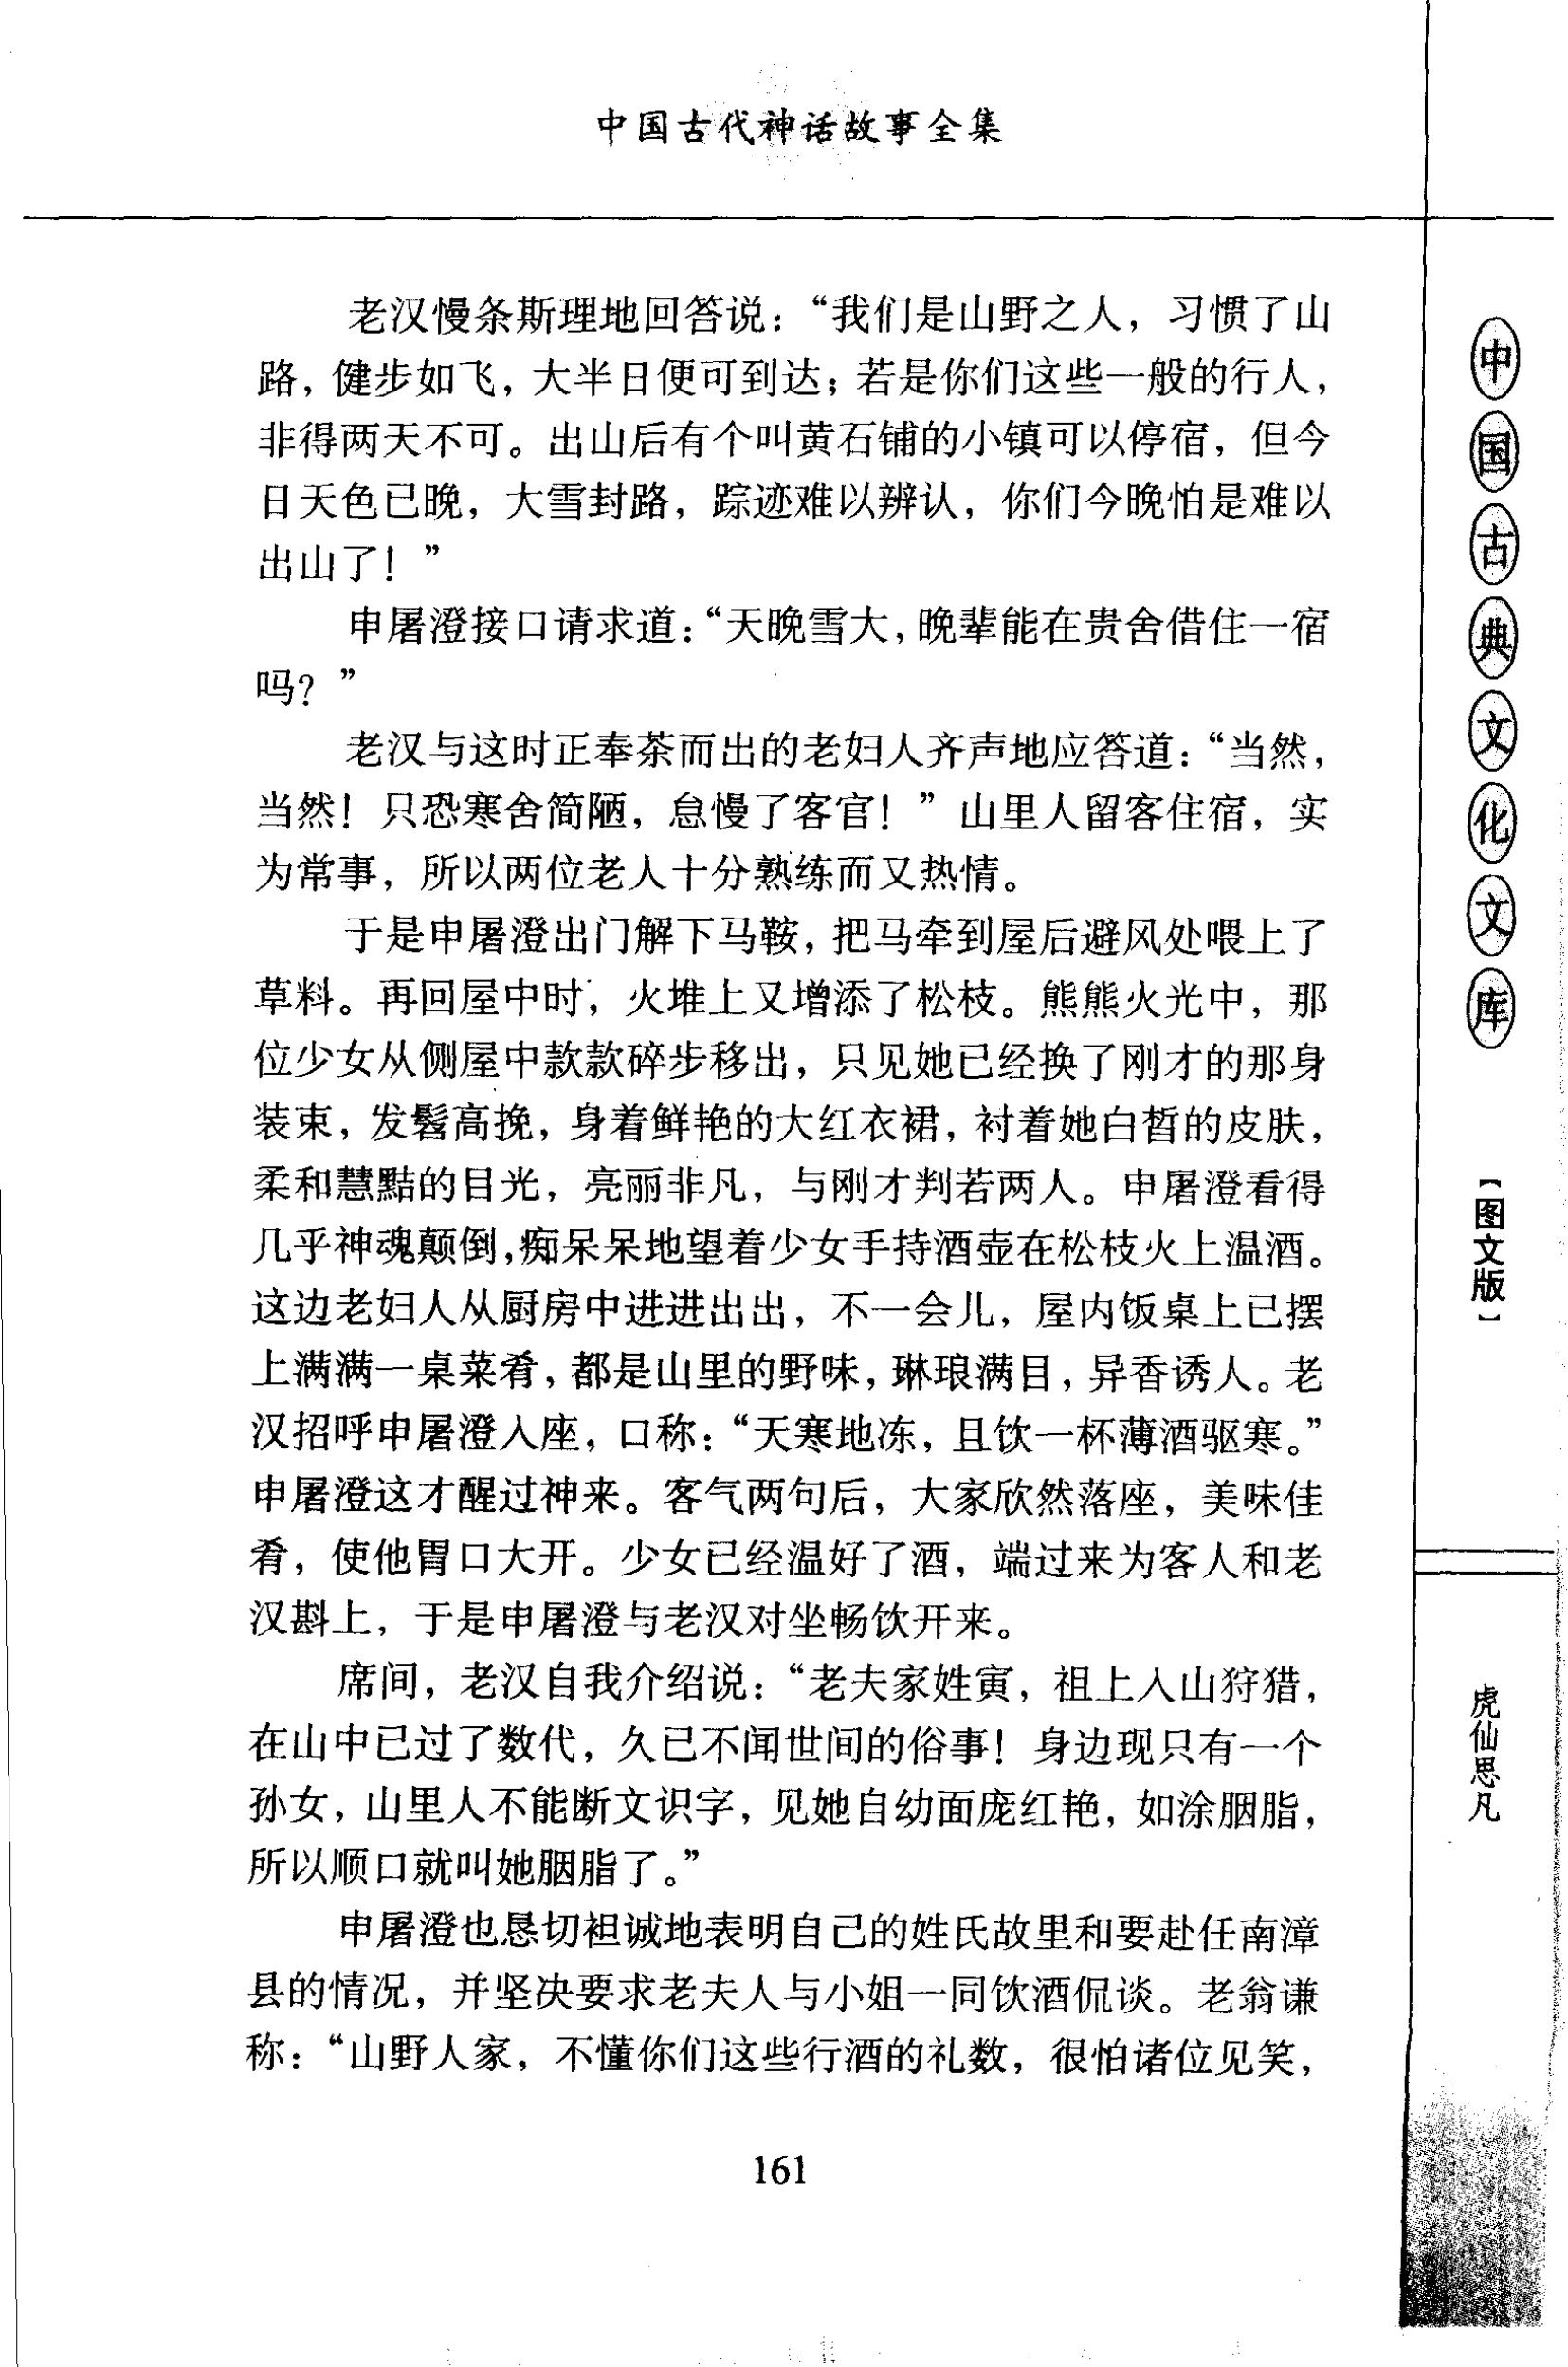 中国古代神话故事全集
老汉慢条斯理地回答说：“我们是山野之人，习惯了山
路，健步如飞，大半日便可到达；若是你们这些一般的行人，
非得两天不可。出山后有个叫黄石铺的小镇可以停宿，但今
日天色已晚，大雪封路，踪迹难以辨认，你们今晚怕是难以
出山了！”
申屠澄接口请求道：“天晚雪大，晚辈能在贵舍借住一宿
吗？”
老汉与这时正奉茶而出的老妇人齐声地应答道：“当然，
当然！只恐寒舍简陋，怠慢了客官！”山里人留客住宿，实
为常事，所以两位老人十分熟练而又热情。
于是申屠澄出门解下马鞍，把马牵到屋后避风处喂上了
草料。再回屋中时，火堆上又增添了松枝。熊熊火光中，那
位少女从侧屋中款款碎步移出，只见她已经换了刚才的那身
装束，发髻高挽，身着鲜艳的大红衣裙，衬着她白皙的皮肤，
柔和慧黠的目光，亮丽非凡，与刚才判若两人。申屠澄看得
几乎神魂颠倒，痴呆呆地望着少女手持酒壶在松枝火上温酒。
这边老妇人从厨房中进进出出，不一会儿，屋内饭桌上已摆
上满满一桌菜肴，都是山里的野味，琳琅满目，异香诱人。老
汉招呼申屠澄入座，口称：“天寒地冻，且饮一杯薄酒驱寒。”
申屠澄这才醒过神来。客气两句后，大家欣然落座，美味佳
肴，使他胃口大开。少女已经温好了酒，端过来为客人和老
汉斟上，于是申屠澄与老汉对坐畅饮开来。
席间，老汉自我介绍说：“老夫家姓寅，祖上入山狩猎，
在山中已过了数代，久已不闻世间的俗事！身边现只有一个
孙女，山里人不能断文识字，见她自幼面庞红艳，如涂胭脂，
所以顺口就叫她胭脂了。”
申屠澄也恳切袒诚地表明自己的姓氏故里和要赴任南漳
县的情况，并坚决要求老夫人与小姐一同饮酒侃谈。老翁谦
称：“山野人家，不懂你们这些行酒的礼数，很怕诸位见笑，
161
中国古典文化文库
【图文版】
虎仙思凡